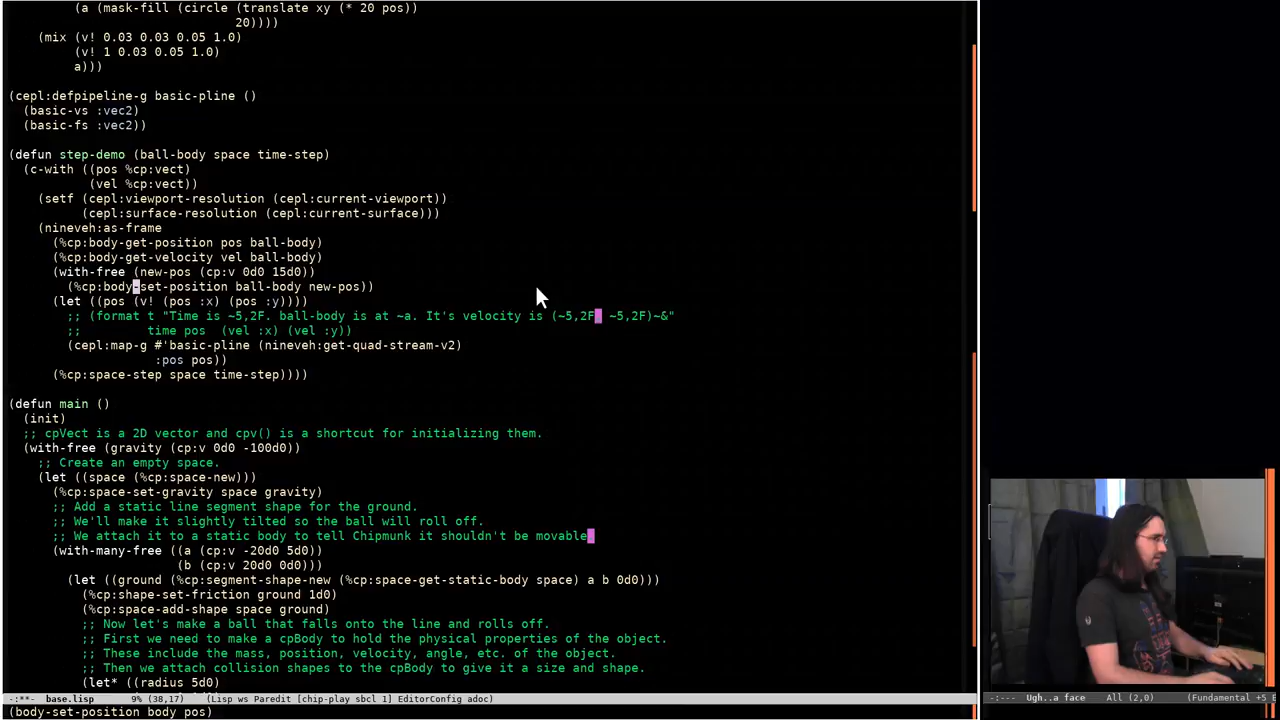 (a (mask-fill (circle (translate xy (* 20 pos))
20))))
(mix (v! 0.03 0.03 0.05 1.0)
(v! 1 0.03 0.05 1.0)
a)))
(cepl:defpipeline-g basic-pline ()
(basic-vs :vec2)
(basic-fs :vec2))
(defun step-demo (ball-body space time-step)
(c-with ((pos %cp:vect)
(vel %cp:vect))
(setf (cepl:viewport-resolution (cepl:current-viewport))
(cepl:surface-resolution (cepl:current-surface)))
(nineveh:as-frame
(%cp:body-get-position pos ball-body)
(%cp:body-get-velocity vel ball-body)
(with-free (new-pos (cp:v 0d0 15d0))
(%cp:body-set-position ball-body new-pos))
(let ((pos (v! (pos :x) (pos :y))))
;; (format t "Time is ~5,2F. ball-body is at ~a. It's velocity is (~5,2F ~5,2F)~&"
;; time pos (vel :x) (vel :y))
(cepl:map-g #'basic-pline (nineveh:get-quad-stream-v2)
:pos pos))
(%cp:space-step space time-step))))
(defun main ()
(init)
;; cpVect is a 2D vector and cpv() is a shortcut for initializing them.
(with-free (gravity (cp:v 0d0 -100d0))
;; Create an empty space.
(let ((space (%cp:space-new)))
(%cp:space-set-gravity space gravity)
;; Add a static line segment shape for the ground.
;; We'll make it slightly tilted so the ball will roll off.
;; We attach it to a static body to tell Chipmunk it shouldn't be movable
(with-many-free ((a (cp:v -20d0 5d0))
(b (cp:v 20d0 0d0)))
(let ((ground (%cp:segment-shape-new (%cp:space-get-static-body space) a b 0d0)))
(%cp:shape-set-friction ground 1d0)
(%cp:space-add-shape space ground)
;; Now let's make a ball that falls onto the line and rolls off.
;; First we need to make a cpBody to hold the physical properties of the object.
;; These include the mass, position, velocity, angle, etc. of the object.
;; Then we attach collision shapes to the cpBody to give it a size and shape.
(let* ((radius 5d0)
-:**- base.lisp 9% (38,17) (Lisp ws Paredit [chip-play sbcl 1] EditorConfig adoc)
-:--- Ugh..a face All (2,0) (Fundamental +5 E
(body-set-position body pos)